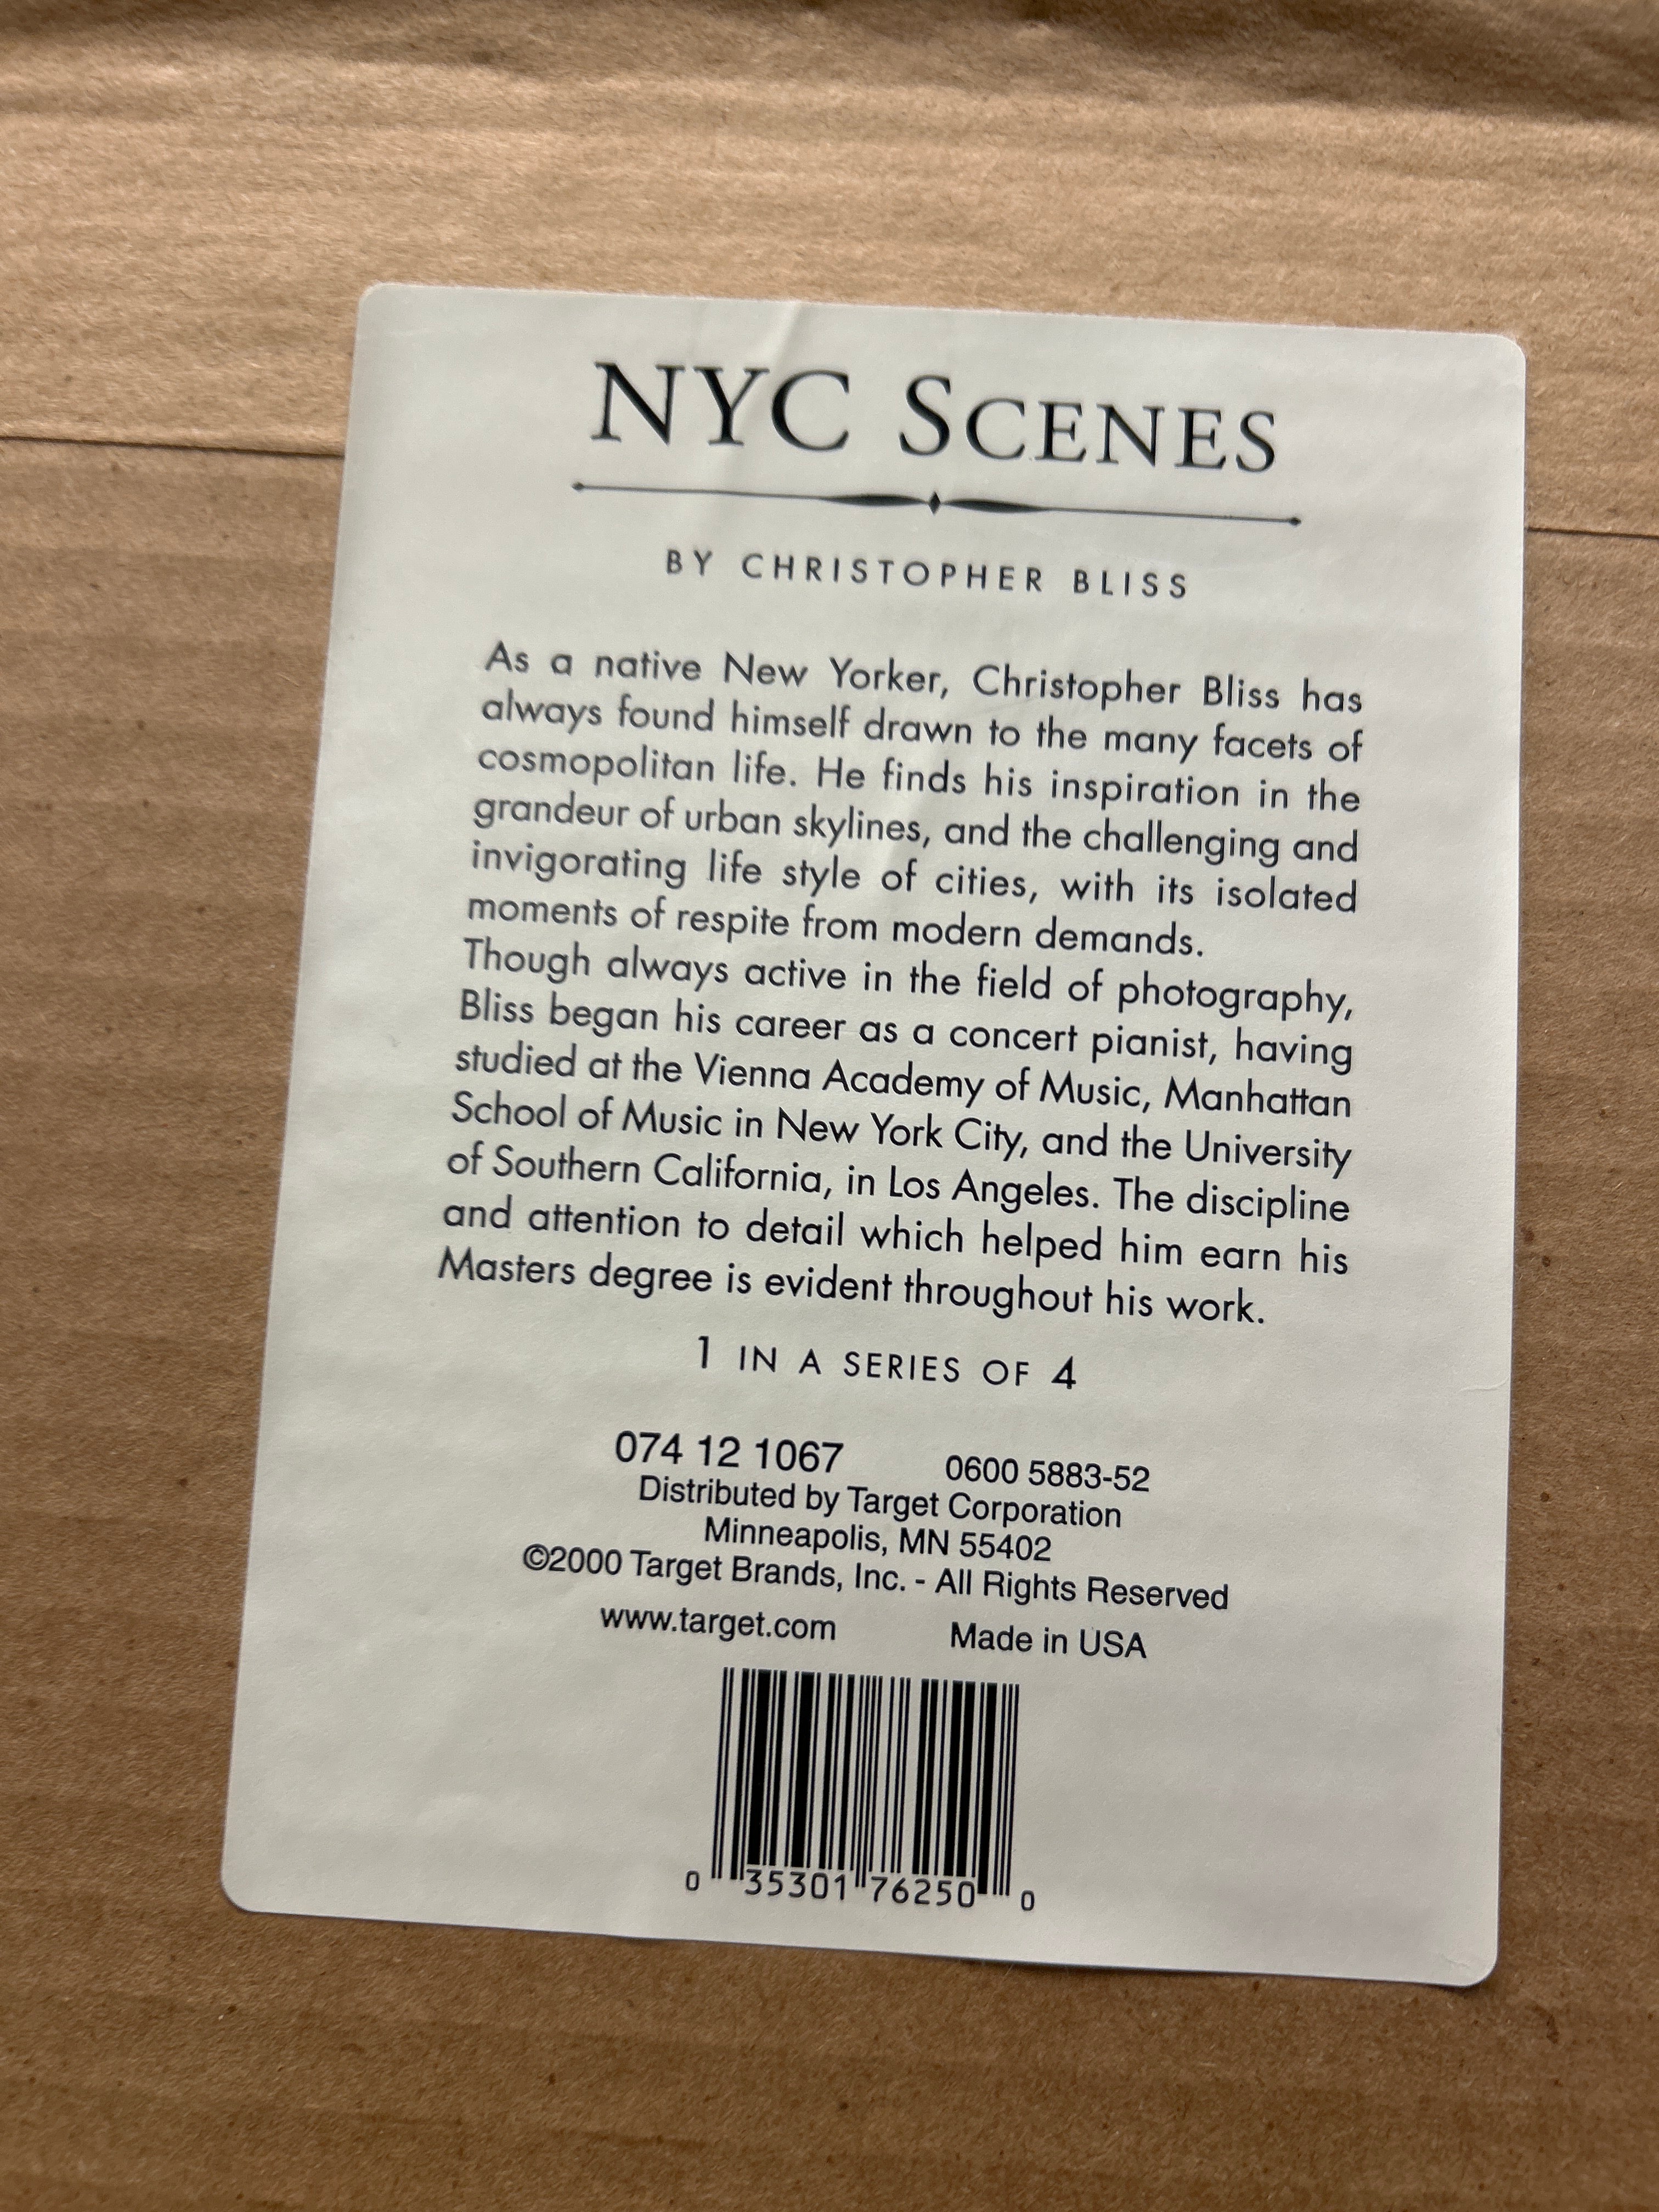 NYC SCENES
BY CHRISTOPHER BLISS
As a native New Yorker, Christopher Bliss has
always found himself drawn to the many facets of
cosmopolitan life. He finds his inspiration in the
grandeur of urban skylines, and the challenging and
invigorating life style of cities, with its isolated
moments of respite from modern demands.
Though always active in the field of photography,
Bliss began his career as a concert pianist, having
studied at the Vienna Academy of Music, Manhattan
School of Music in New York City, and the University
of Southern California, in Los Angeles. The discipline
and attention to detail which helped him earn his
Masters degree is evident throughout his work.
1 IN A SERIES OF 4
074 12 1067 0600 5883-52
Distributed by Target Corporation
Minneapolis, MN 55402
©2000 Target Brands, Inc. - All Rights Reserved
www.target.com Made in USA
0 35301 76250 0